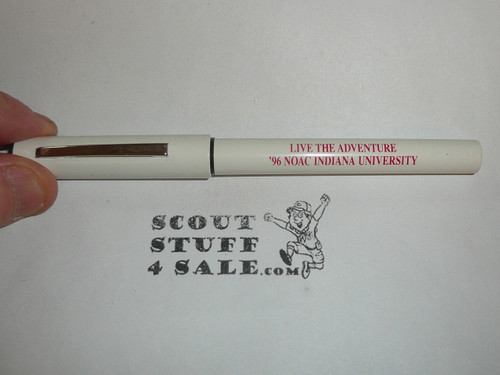 LIVE THE ADVENTURE
'96 NOAC INDIANA UNIVERSITY
SCOUT
STUFF
4 SALE.COM